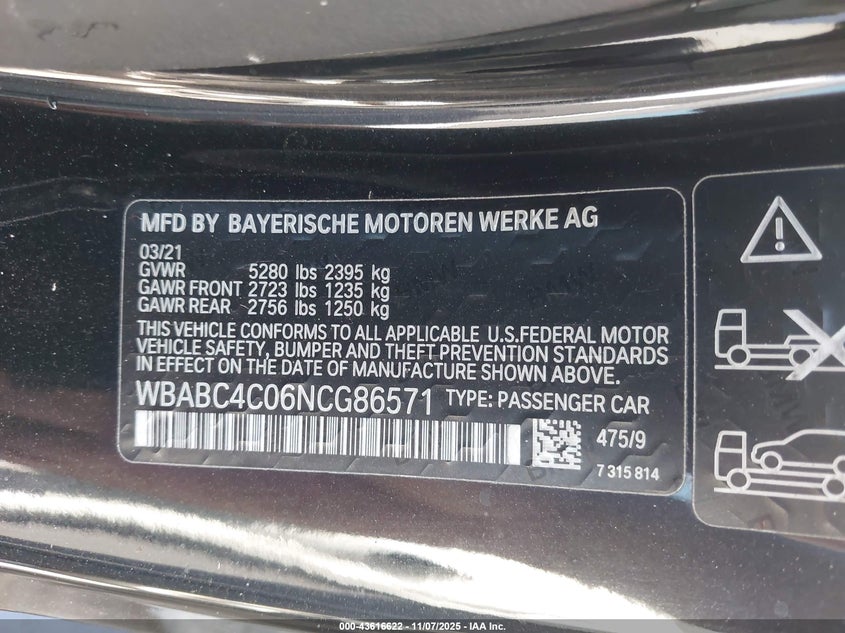 MFD BY BAYERISCHE MOTOREN WERKE AG
03/21
GVWR 5280 lbs 2395 kg
GAWR FRONT 2723 lbs 1235 kg
GAWR REAR 2756 lbs 1250 kg
THIS VEHICLE CONFORMS TO ALL APPLICABLE U.S.FEDERAL MOTOR
VEHICLE SAFETY, BUMPER AND THEFT PREVENTION STANDARDS
IN EFFECT ON THE DATE OF MANUFACTURE SHOWN ABOVE.
WBABC4C06NCG86571 TYPE: PASSENGER CAR
475/9
7 315 814
000-43616622 - 11/07/2025 - IAA Inc.